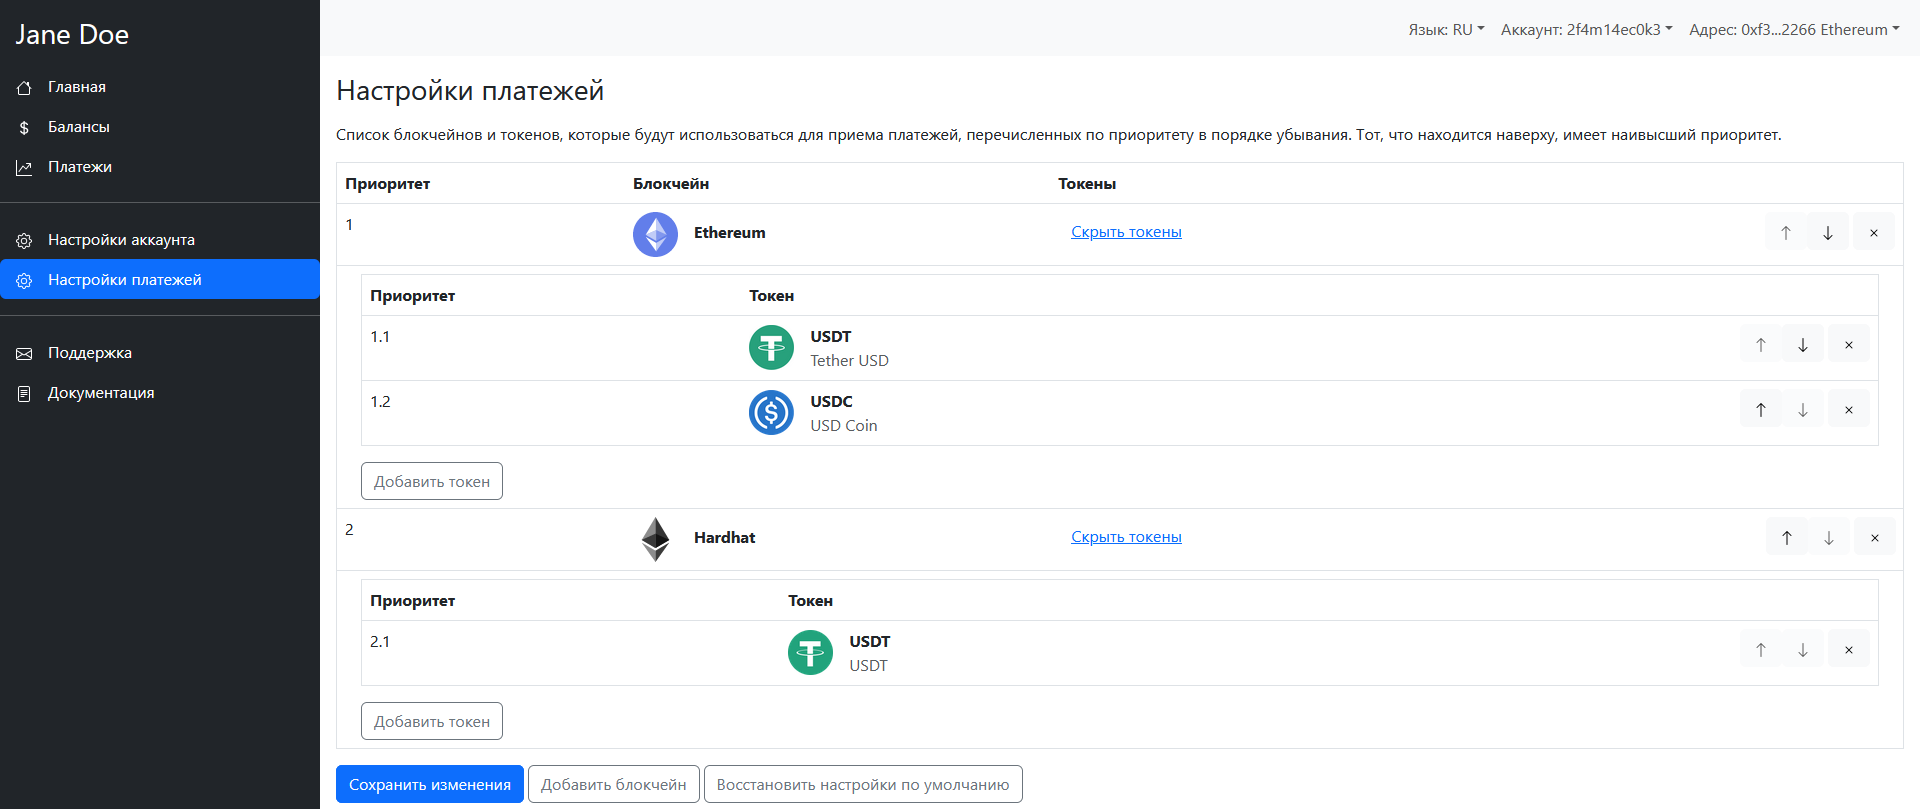 Jane Doe
Главная
Балансы
Платежи
Настройки аккаунта
Настройки платежей
Поддержка
Документация
Язык: RU Аккаунт: 2f4m14ec0k3 Адрес: 0xf3...2266 Ethereum
Настройки платежей
Список блокчейнов и токенов, которые будут использоваться для приема платежей, перечисленных по приоритету в порядке убывания. Тот, что находится наверху, имеет наивысший приоритет.
Приоритет Блокчейн Токены
1 Ethereum Скрыть токены
Приоритет Токен
1.1 USDT
Tether USD
1.2 USDC
USD Coin
Добавить токен
2 Hardhat Скрыть токены
Приоритет Токен
2.1 USDT
USDT
Добавить токен
Сохранить изменения Добавить блокчейн Восстановить настройки по умолчанию